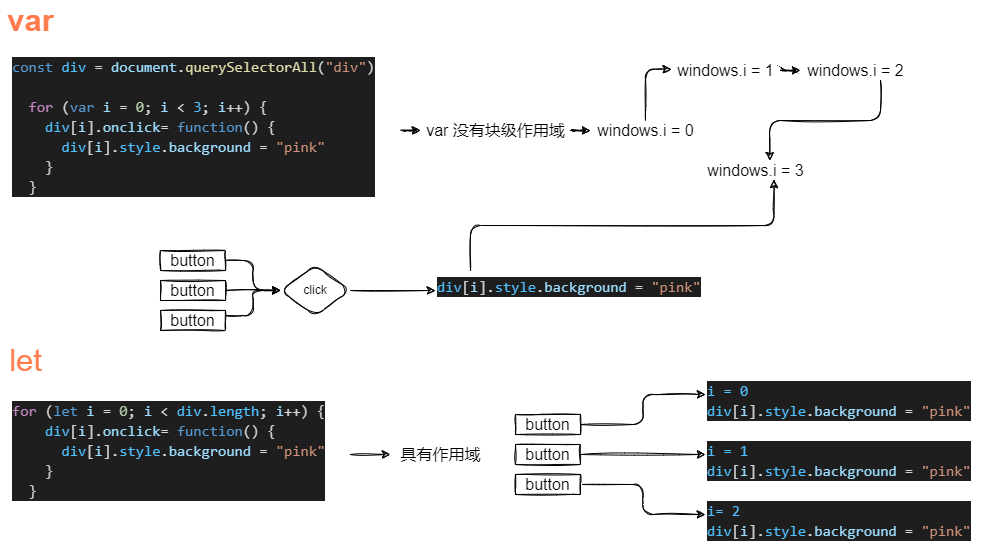 var
const div = document.querySelectorAll("div")
for (var i = 0; i < 3; i++) {
div[i].onclick= function() {
div[i].style.background = "pink"
}
}
var 没有块级作用域
windows.i = 0
windows.i = 1
windows.i = 2
windows.i = 3
button
button
button
click
div[i].style.background = "pink"
let
for (let i = 0; i < div.length; i++) {
div[i].onclick= function() {
div[i].style.background = "pink"
}
}
具有作用域
button
button
button
i = 0
div[i].style.background = "pink"
i = 1
div[i].style.background = "pink"
i= 2
div[i].style.background = "pink"